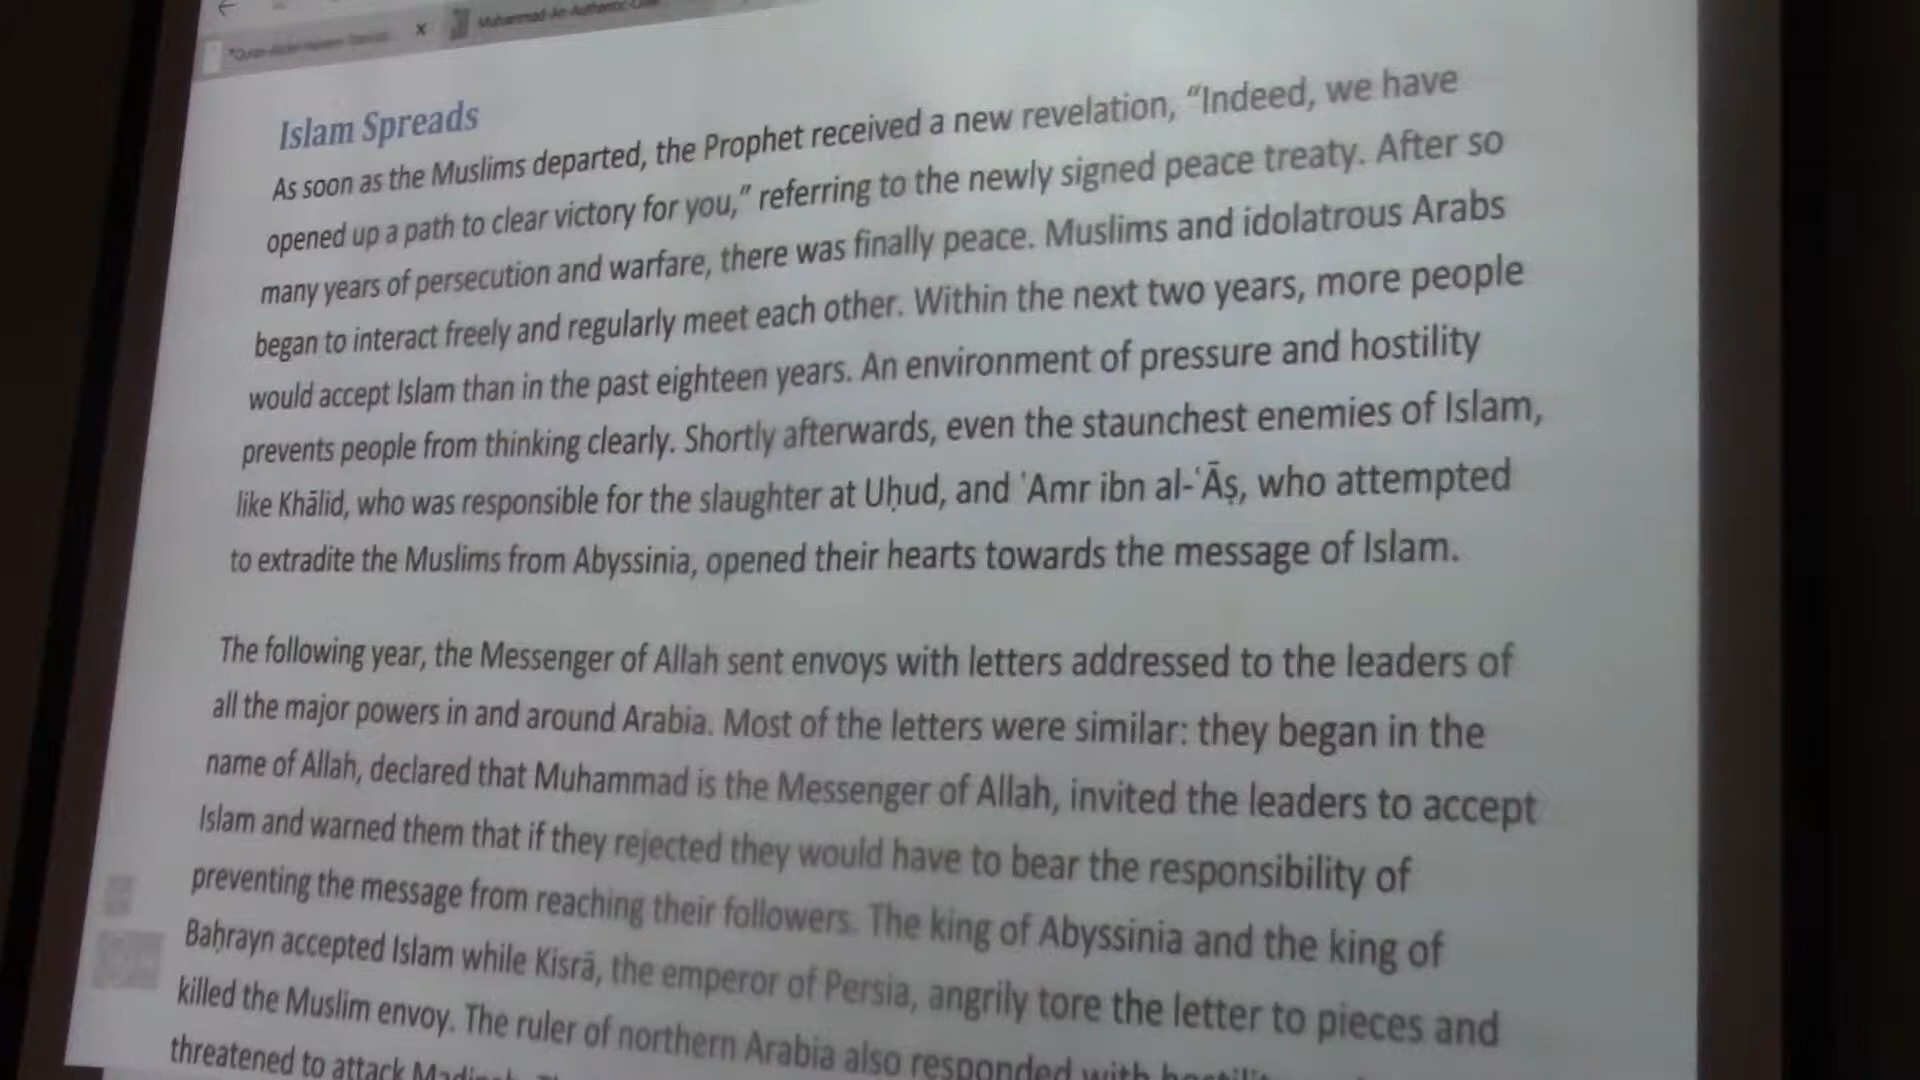 Islam Spreads
As soon as the Muslims departed, the Prophet received a new revelation, “Indeed, we have
opened up a path to clear victory for you,” referring to the newly signed peace treaty. After so
many years of persecution and warfare, there was finally peace. Muslims and idolatrous Arabs
began to interact freely and regularly meet each other. Within the next two years, more people
would accept Islam than in the past eighteen years. An environment of pressure and hostility
prevents people from thinking clearly. Shortly afterwards, even the staunchest enemies of Islam,
like Khālid, who was responsible for the slaughter at Uḥud, and ʿAmr ibn al-ʿĀṣ, who attempted
to extradite the Muslims from Abyssinia, opened their hearts towards the message of Islam.
The following year, the Messenger of Allah sent envoys with letters addressed to the leaders of
all the major powers in and around Arabia. Most of the letters were similar: they began in the
name of Allah, declared that Muhammad is the Messenger of Allah, invited the leaders to accept
Islam and warned them that if they rejected they would have to bear the responsibility of
preventing the message from reaching their followers. The king of Abyssinia and the king of
Baḥrayn accepted Islam while Kisrā, the emperor of Persia, angrily tore the letter to pieces and
killed the Muslim envoy. The ruler of northern Arabia also responded with
threatened to attack